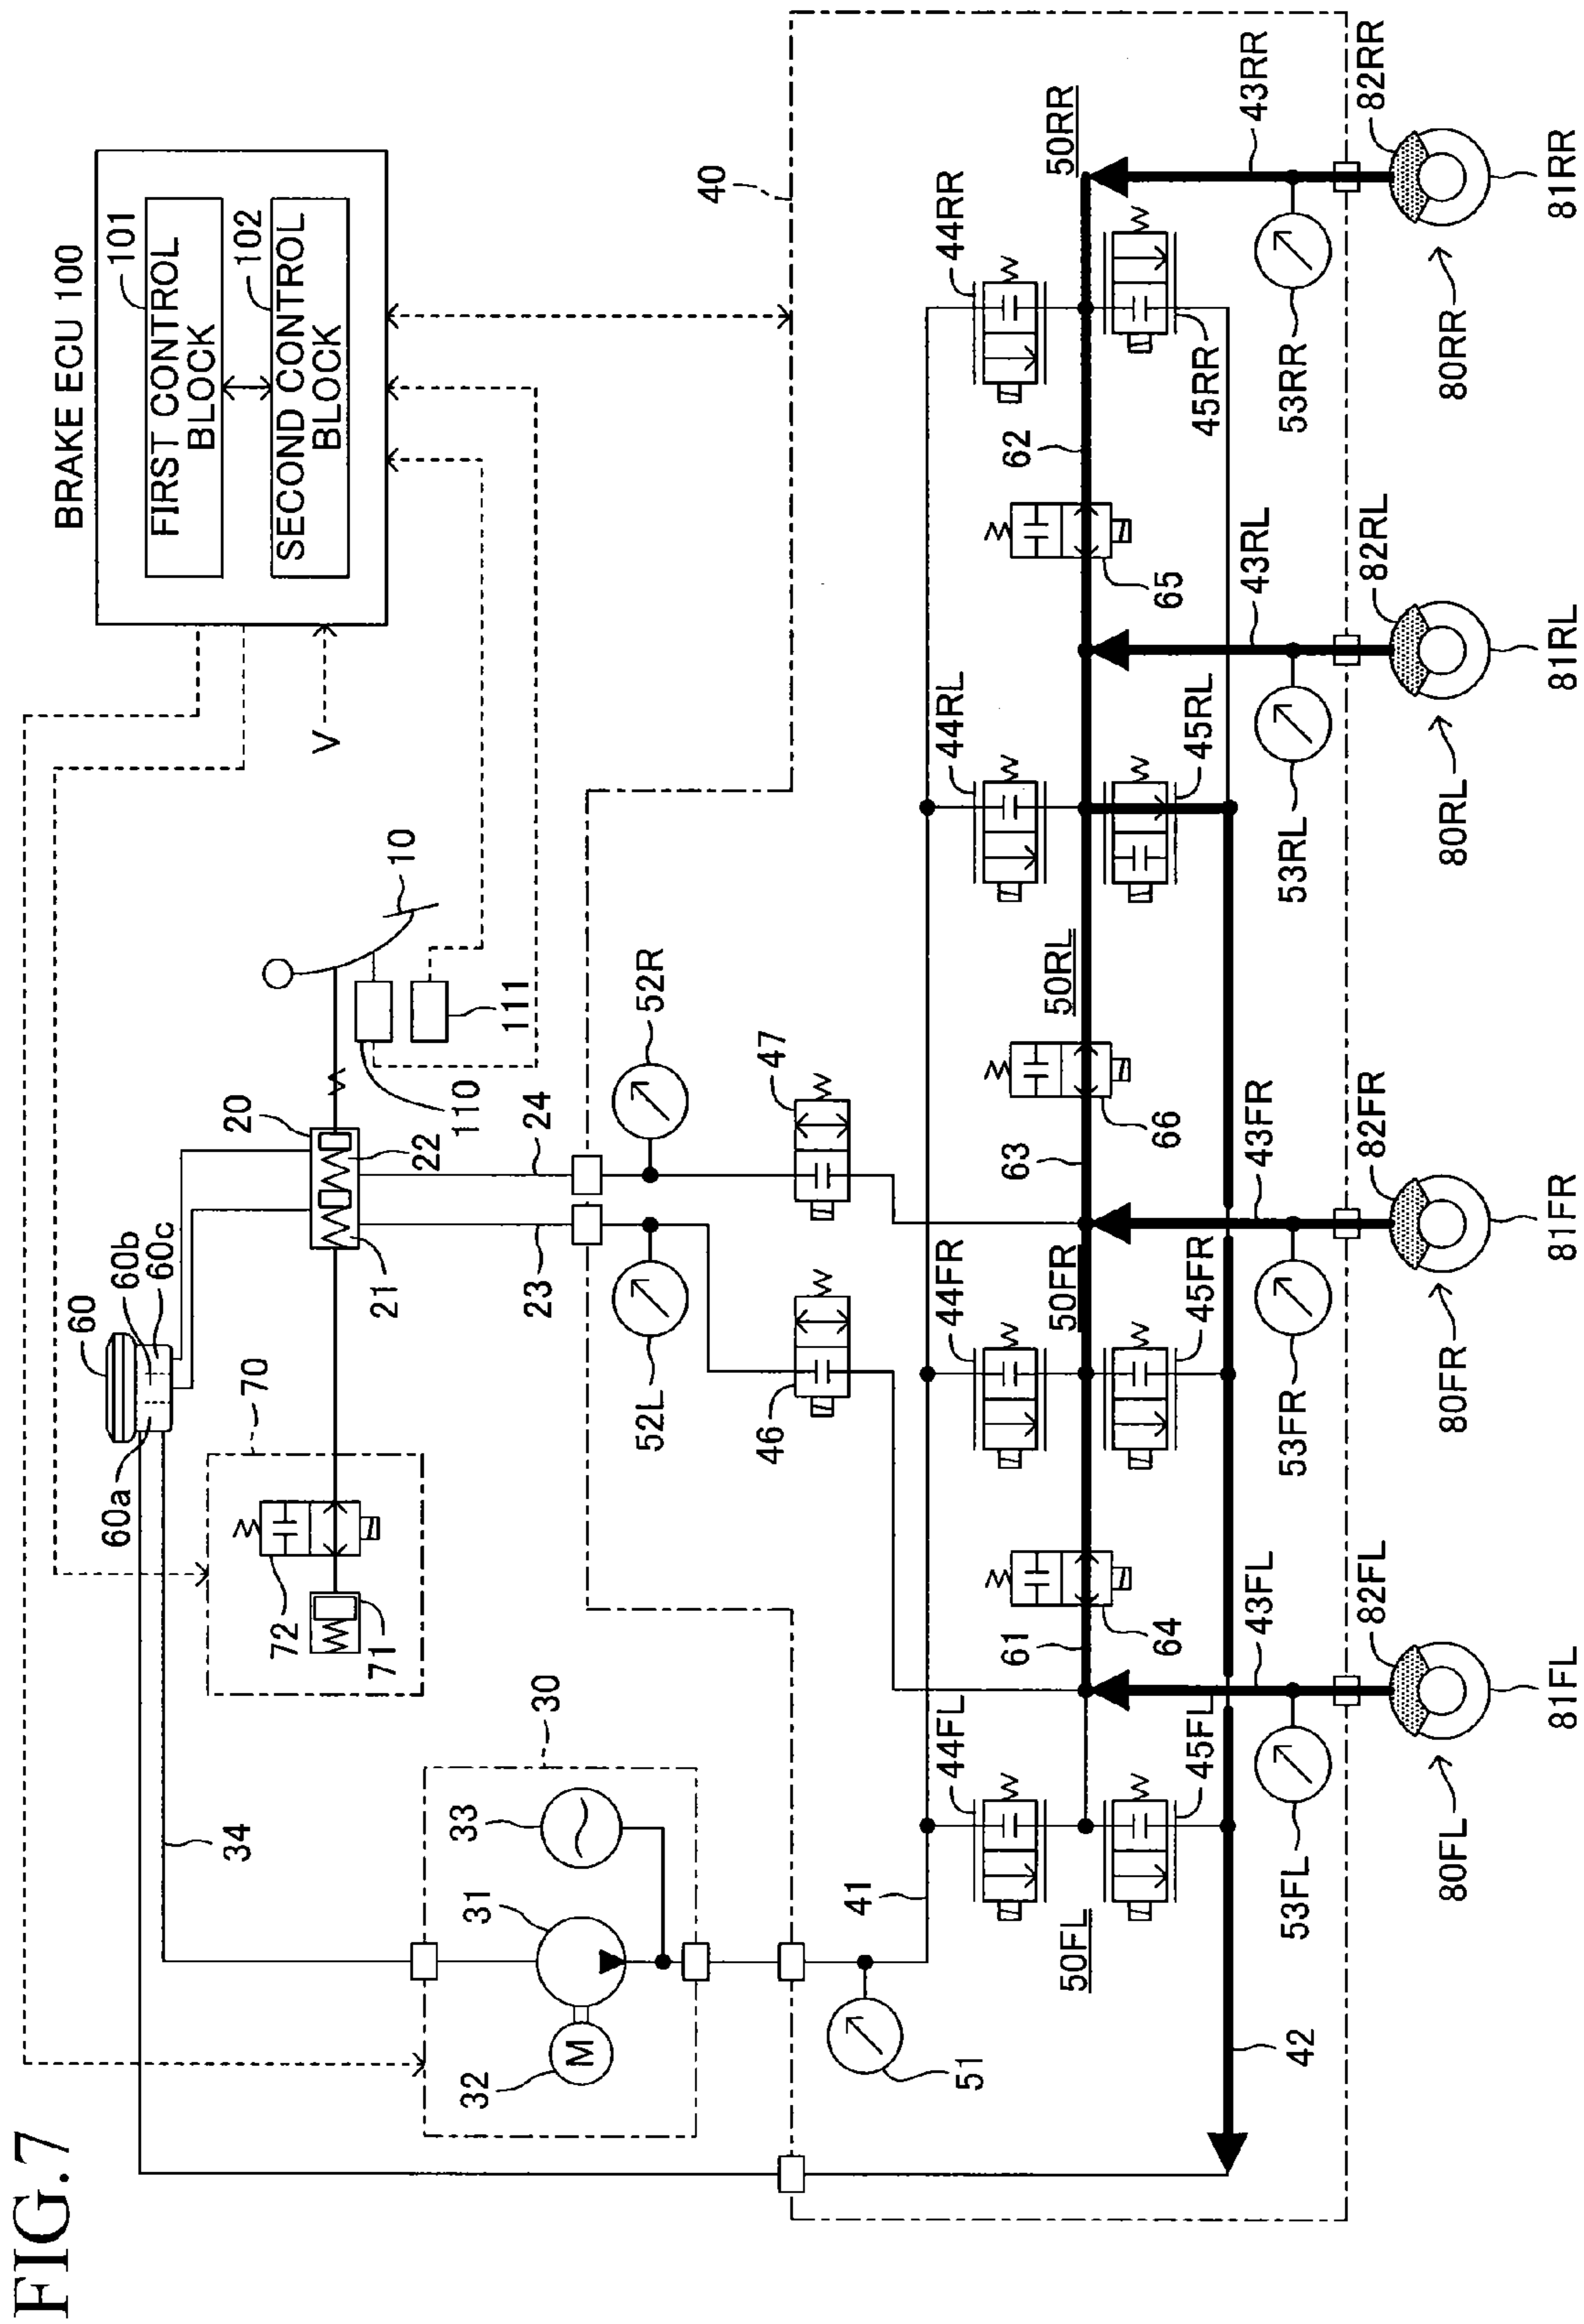 FIG.7
BRAKE ECU 100
FIRST CONTROL
BLOCK
101
SECOND CONTROL
BLOCK
102
V
60
60a
60b
60c
34
70
72
71
20
21
22
10
110
111
23
24
52L
52R
46
47
40
30
31
32
M
33
51
41
42
50FL
44FL
45FL
61
64
50FR
44FR
45FR
63
66
50RL
44RL
45RL
62
65
50RR
44RR
45RR
43FL
53FL
82FL
81FL
80FL
43FR
53FR
82FR
81FR
80FR
43RL
53RL
82RL
81RL
80RL
43RR
53RR
82RR
81RR
80RR